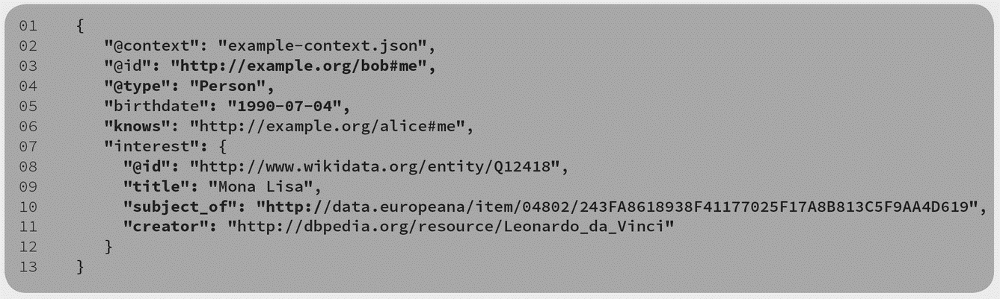 01 {
02 "@context": "example-context.json",
03 "@id": "http://example.org/bob#me",
04 "@type": "Person",
05 "birthdate": "1990-07-04",
06 "knows": "http://example.org/alice#me",
07 "interest": {
08 "@id": "http://www.wikidata.org/entity/Q12418",
09 "title": "Mona Lisa",
10 "subject_of": "http://data.europeana/item/04802/243FA8618938F41177025F17A8B813C5F9AA4D619",
11 "creator": "http://dbpedia.org/resource/Leonardo_da_Vinci"
12 }
13 }